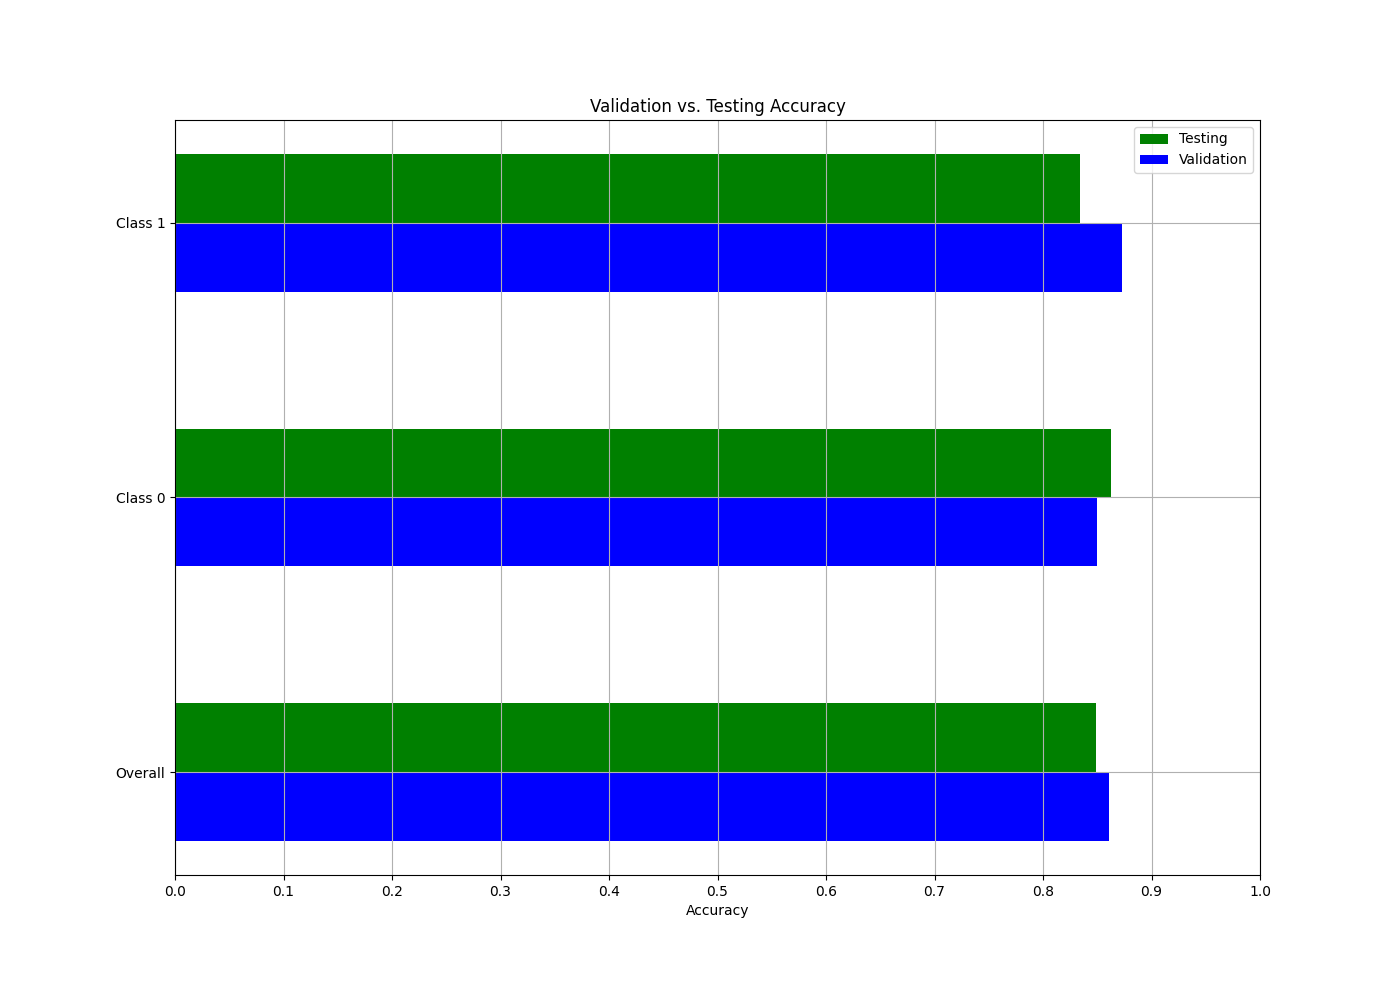 Validation vs. Testing Accuracy
Testing
Validation
Class 1
Class 0
Overall
0.0 0.1 0.2 0.3 0.4 0.5 0.6 0.7 0.8 0.9 1.0
Accuracy